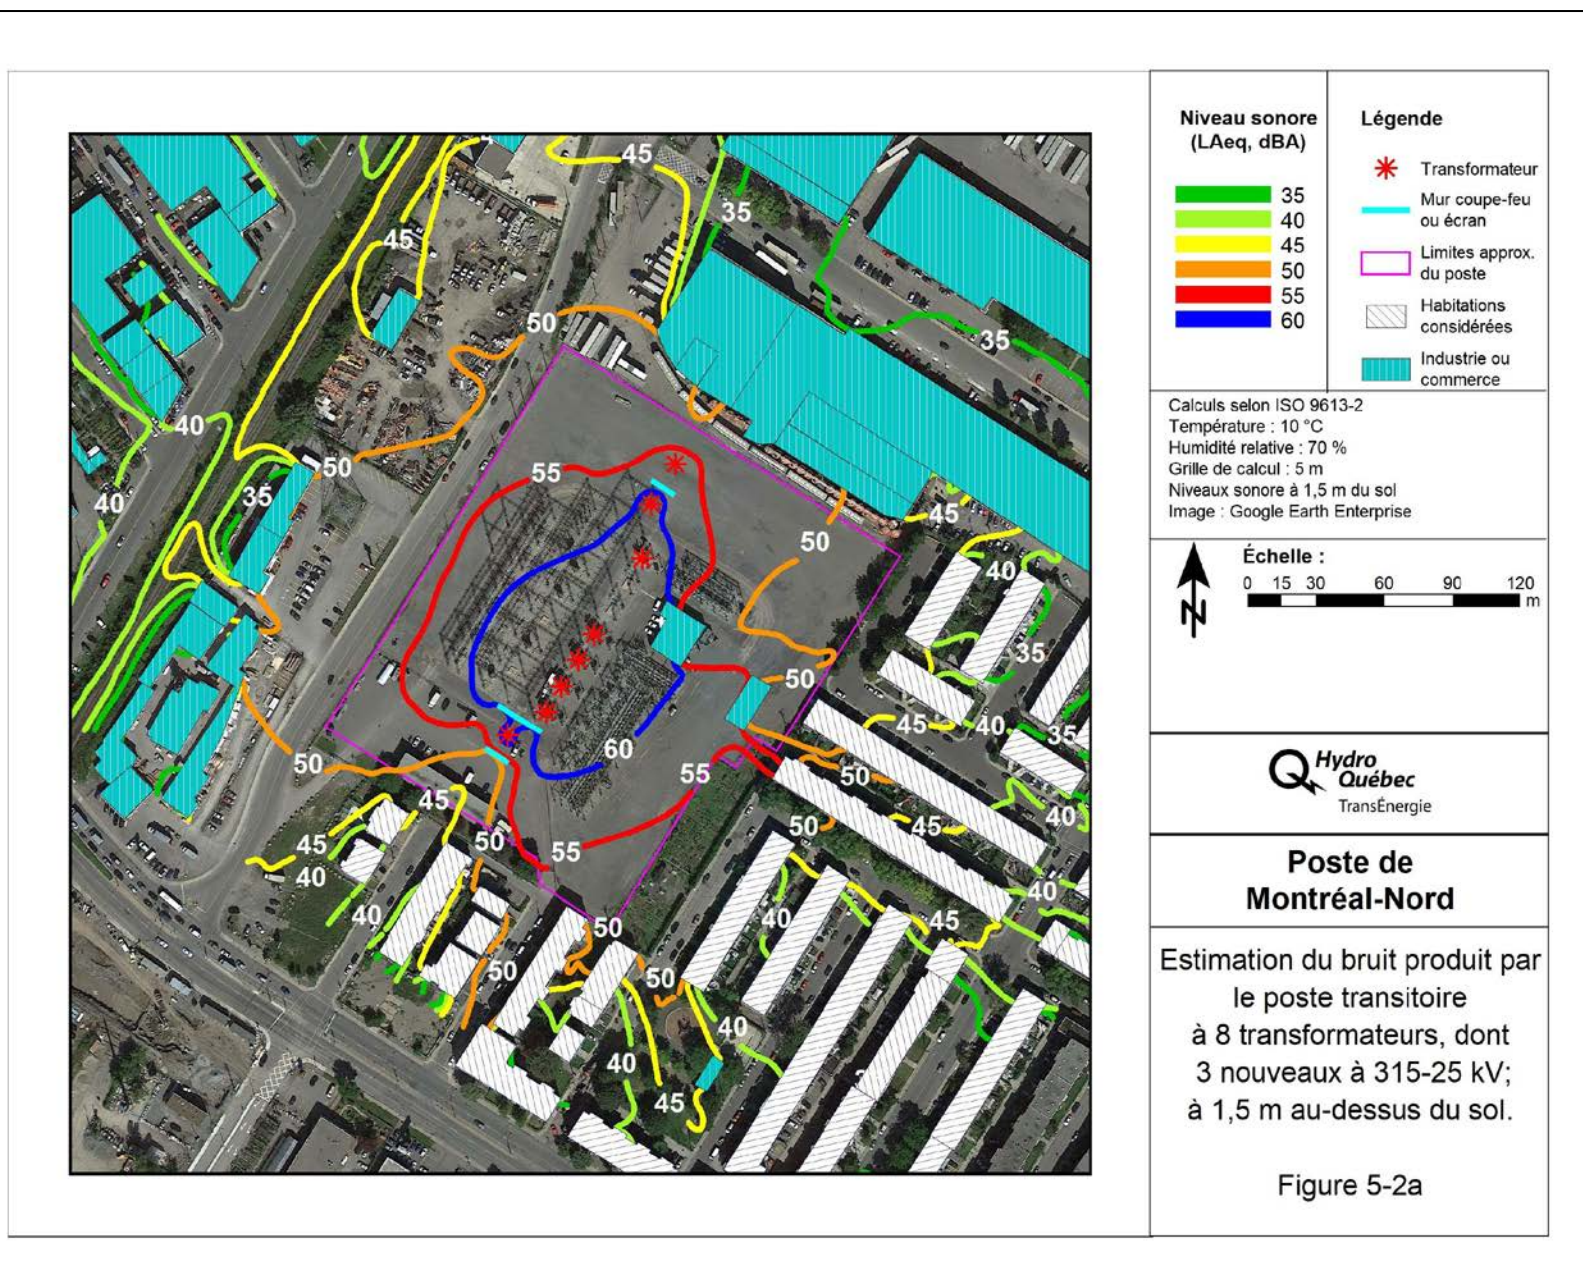 Niveau sonore
(LAeq, dBA)
35
40
45
50
55
60
Légende
Transformateur
Mur coupe-feu
ou écran
Limites approx.
du poste
Habitations
considérées
Industrie ou
commerce
Calculs selon ISO 9613-2
Température : 10 °C
Humidité relative : 70 %
Grille de calcul : 5 m
Niveaux sonore à 1,5 m du sol
Image : Google Earth Enterprise
N
Échelle :
0 15 30 60 90 120
m
Hydro
Québec
TransÉnergie
Poste de
Montréal-Nord
Estimation du bruit produit par
le poste transitoire
à 8 transformateurs, dont
3 nouveaux à 315-25 kV;
à 1,5 m au-dessus du sol.
Figure 5-2a
45
35
45
50
35
40
50
55
35
40
45
50
40
35
50
45
40
35
60
50
55
50
45
50
45
50
45
55
40
45
40
40
40
40
45
50
50
50
40
40
45